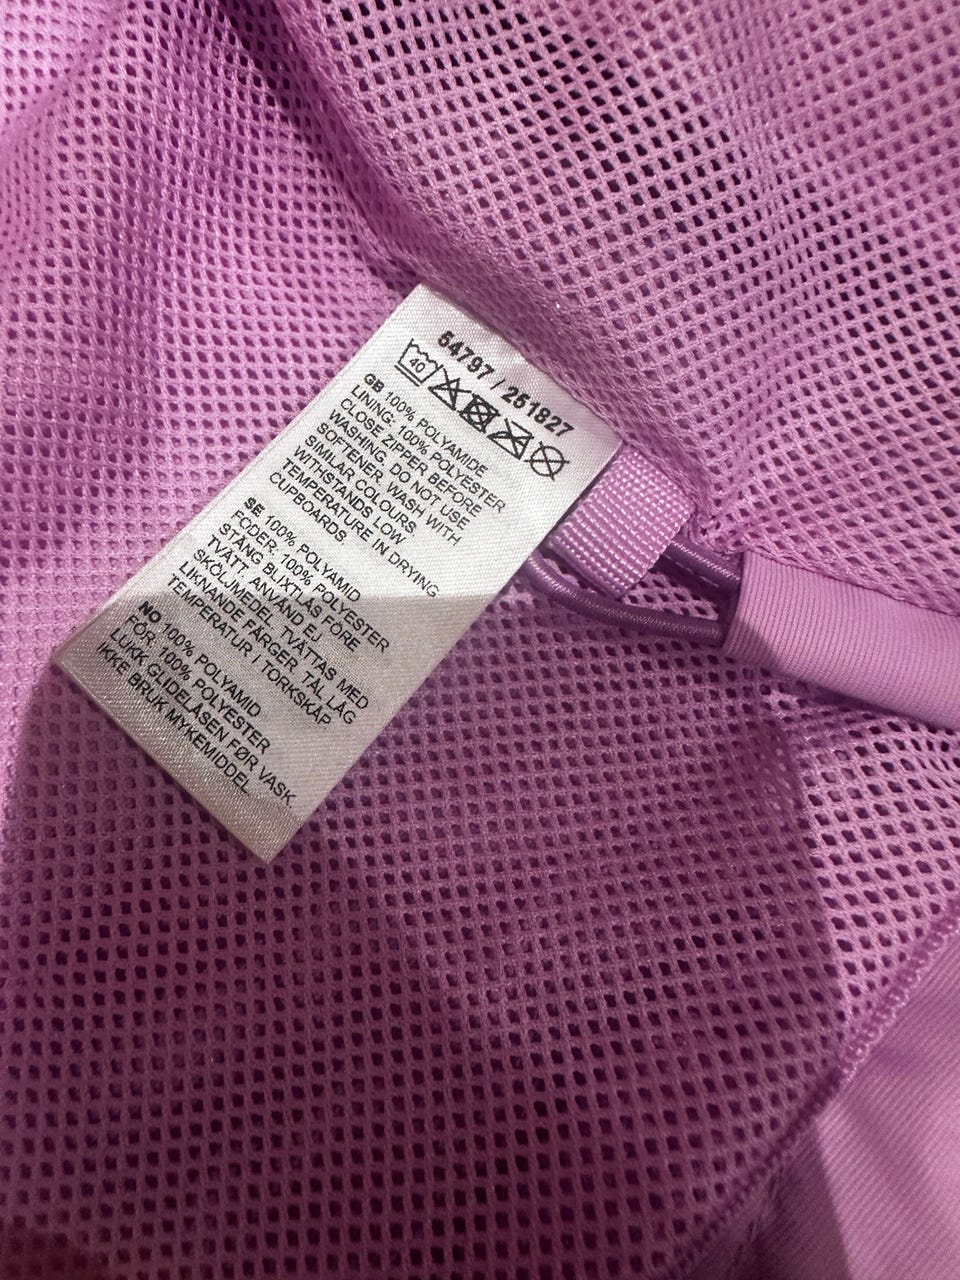 54797 / 251827
40
GB 100% POLYAMIDE
LINING: 100% POLYESTER
CLOSE ZIPPER BEFORE
WASHING. DO NOT USE
SOFTENER. WASH WITH
SIMILAR COLOURS.
WITHSTANDS LOW
TEMPERATURE IN DRYING
CUPBOARDS.
SE 100% POLYAMID
FODER: 100% POLYESTER
STÄNG BLIXTLÅS FÖRE
TVÄTT. ANVÄND EJ
SKÖLJMEDEL. TVÄTTAS MED
LIKNANDE FÄRGER. TÅL LÅG
TEMPERATUR I TORKSKÅP.
NO 100% POLYAMID
FÔR: 100% POLYESTER
LUKK GLIDELÅSEN FØR VASK.
IKKE BRUK MYKEMIDDEL.